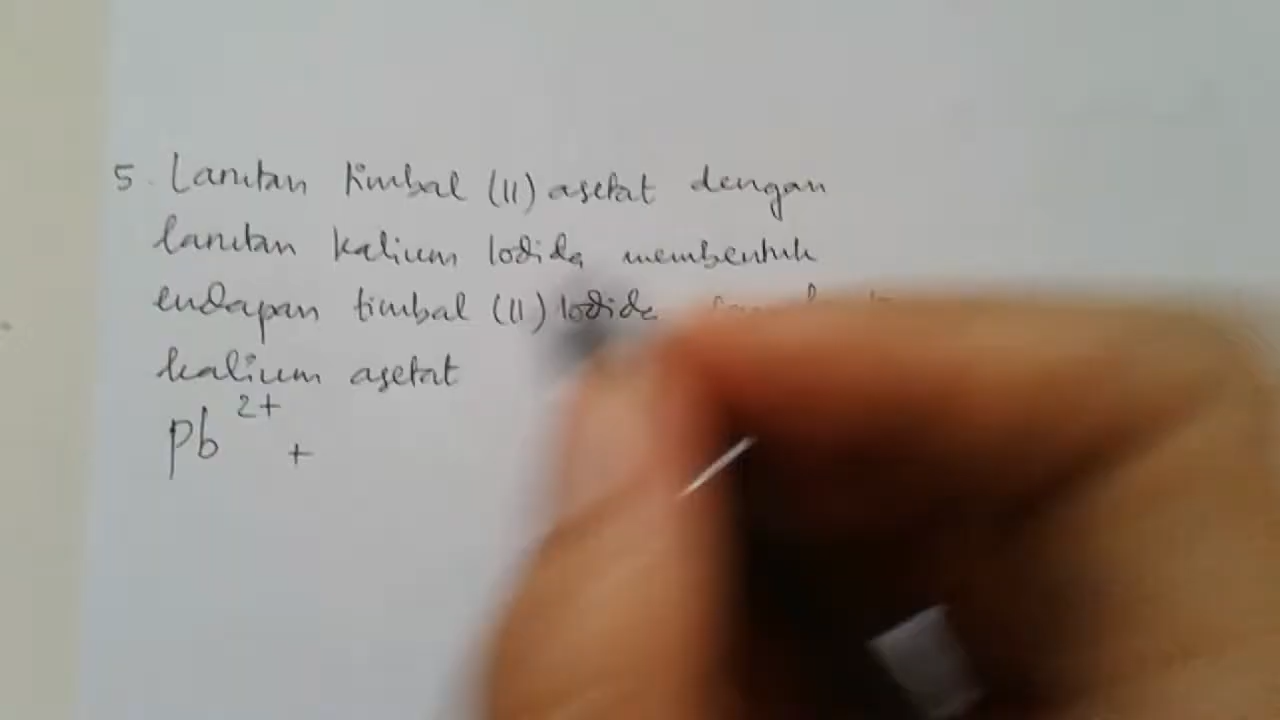 5. Larutan timbal (II) asetat dengan
larutan kalium Iodida membentuk
endapan timbal (II) Iodida
kalium asetat
Pb²⁺ +